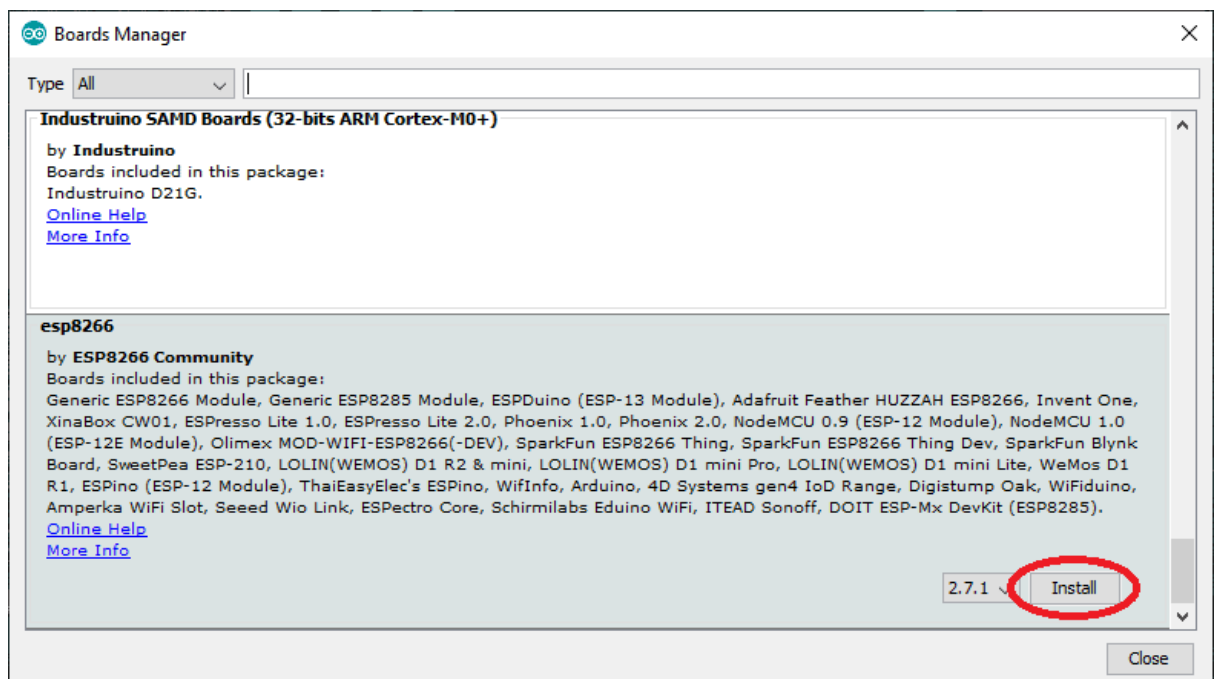 Boards Manager
Type All
Industruino SAMD Boards (32-bits ARM Cortex-M0+)
by Industruino
Boards included in this package:
Industruino D21G.
Online Help
More Info
esp8266
by ESP8266 Community
Boards included in this package:
Generic ESP8266 Module, Generic ESP8285 Module, ESPDuino (ESP-13 Module), Adafruit Feather HUZZAH ESP8266, Invent One,
XinaBox CW01, ESPresso Lite 1.0, ESPresso Lite 2.0, Phoenix 1.0, Phoenix 2.0, NodeMCU 0.9 (ESP-12 Module), NodeMCU 1.0
(ESP-12E Module), Olimex MOD-WIFI-ESP8266(-DEV), SparkFun ESP8266 Thing, SparkFun ESP8266 Thing Dev, SparkFun Blynk
Board, SweetPea ESP-210, LOLIN(WEMOS) D1 R2 & mini, LOLIN(WEMOS) D1 mini Pro, LOLIN(WEMOS) D1 mini Lite, WeMos D1
R1, ESPino (ESP-12 Module), ThaiEasyElec's ESPino, WifInfo, Arduino, 4D Systems gen4 IoD Range, Digistump Oak, WiFiduino,
Amperka WiFi Slot, Seeed Wio Link, ESPectro Core, Schirmilabs Eduino WiFi, ITEAD Sonoff, DOIT ESP-Mx DevKit (ESP8285).
Online Help
More Info
2.7.1 Install
Close